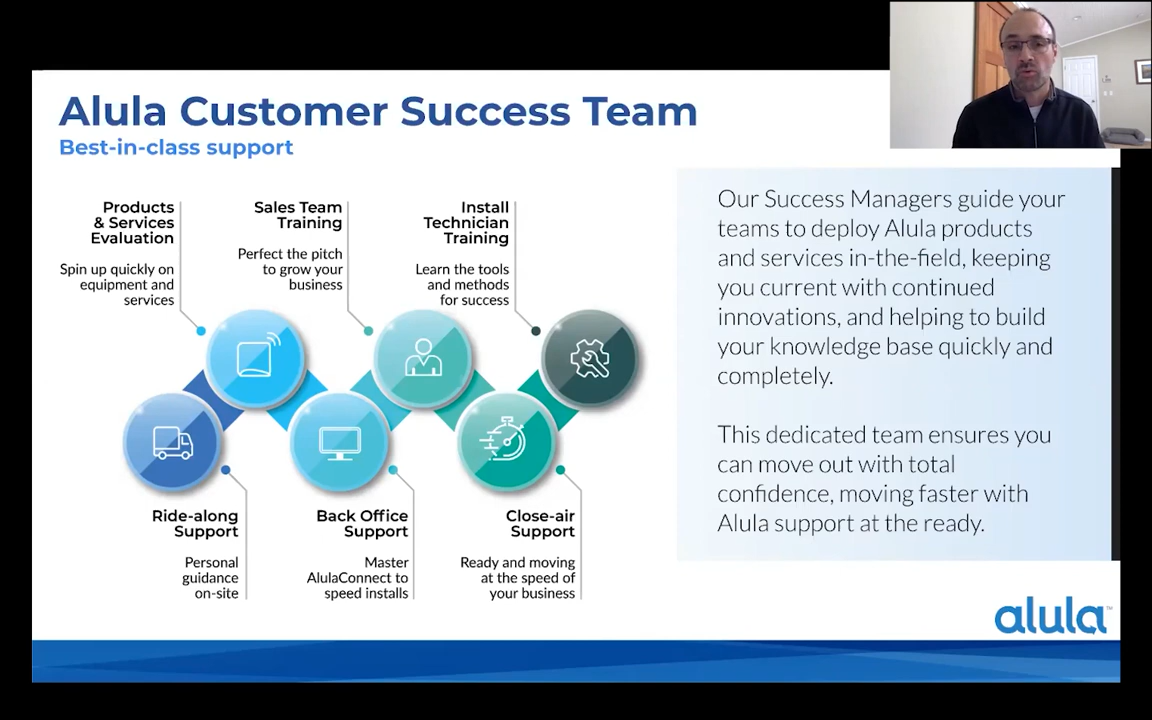 Alula Customer Success Team
Best-in-class support
Products
& Services
Evaluation
Spin up quickly on
equipment and
services
Sales Team
Training
Perfect the pitch
to grow your
business
Install
Technician
Training
Learn the tools
and methods
for success
Ride-along
Support
Personal
guidance
on-site
Back Office
Support
Master
AlulaConnect to
speed installs
Close-air
Support
Ready and moving
at the speed of
your business
Our Success Managers guide your
teams to deploy Alula products
and services in-the-field, keeping
you current with continued
innovations, and helping to build
your knowledge base quickly and
completely.
This dedicated team ensures you
can move out with total
confidence, moving faster with
Alula support at the ready.
alula™